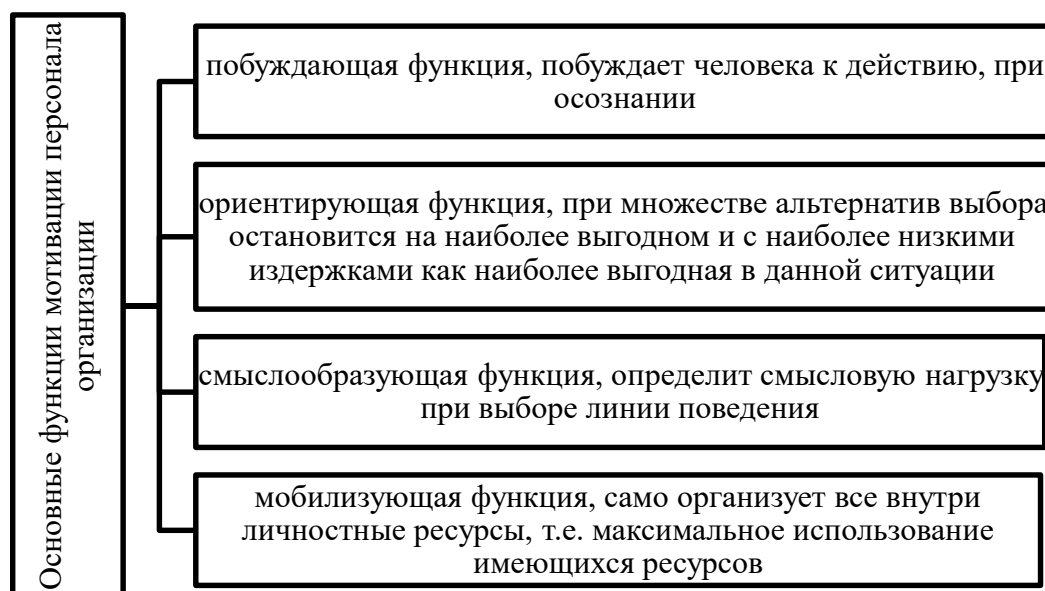 Основные функции мотивации персонала
организации
побуждающая функция, побуждает человека к действию, при
осознании
ориентирующая функция, при множестве альтернатив выбора
остановится на наиболее выгодном и с наиболее низкими
издержками как наиболее выгодная в данной ситуации
смыслообразующая функция, определит смысловую нагрузку
при выборе линии поведения
мобилизующая функция, само организует все внутри
личностные ресурсы, т.е. максимальное использование
имеющихся ресурсов